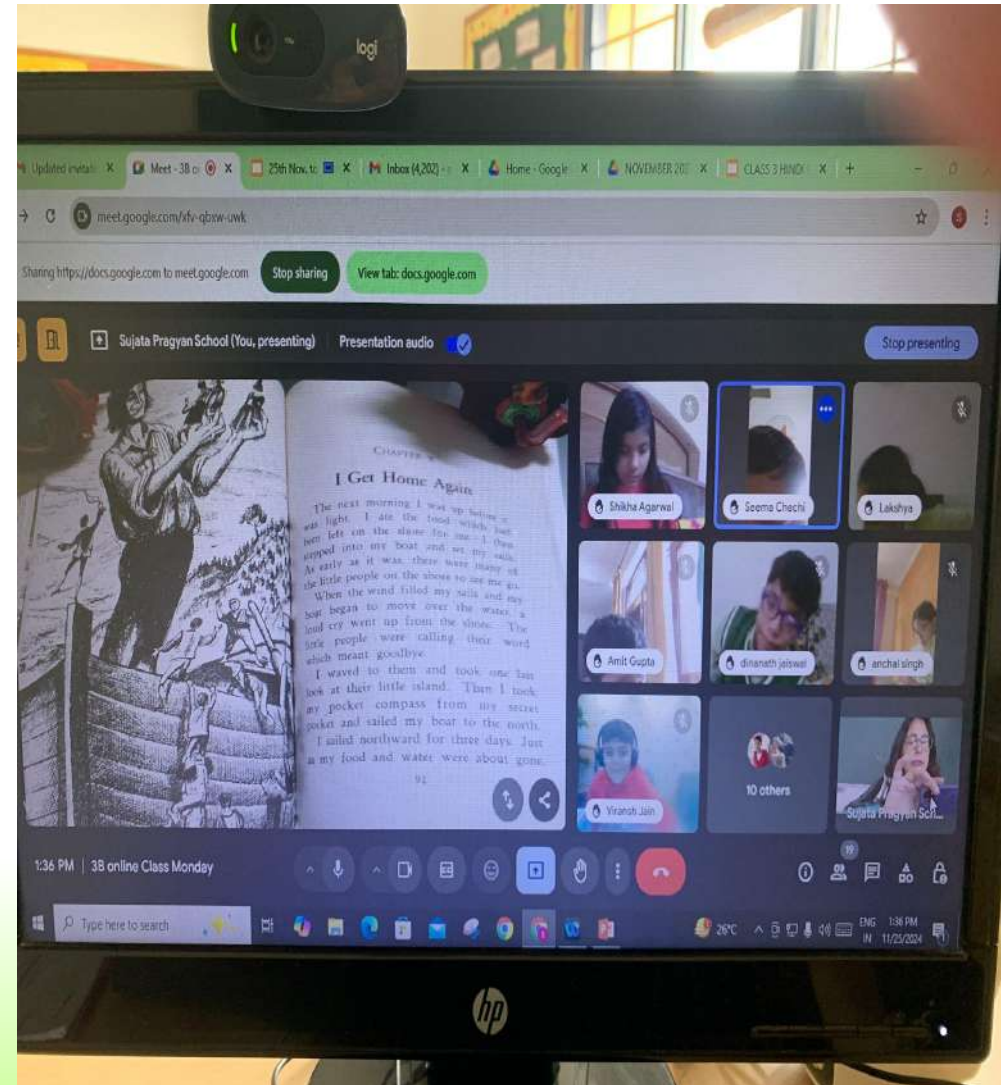 logi
Updated invitati
Meet - 3B
25th Nov. to
Inbox (4,202)
Home - Google
NOVEMBER 202
CLASS 3 HINDI
meet.google.com/xfv-qbxw-uwk
Sharing https://docs.google.com to meet.google.com
Stop sharing
View tab: docs.google.com
Sujata Pragyan School (You, presenting)
Presentation audio
Stop presenting
CHAPTER
I Get Home Again
The next morning I was up before it
was light. I ate the food which had
been left on the shore for me. I then
stepped into my boat and set my sails.
As early as it was, there were many of
the little people on the shore to see me go.
When the wind filled my sails and my
boat began to move over the water, a
loud cry went up from the shore. The
little people were calling their word
which meant goodbye.
I waved to them and took one last
look at their little island. Then I took
my pocket compass from my secret
pocket and sailed my boat to the north.
I sailed northward for three days. Just
as my food and water were about gone,
Shikha Agarwal
Seema Chechi
Lakshya
Amit Gupta
dinanath jaiswal
anchal singh
Viransh Jain
10 others
Sujata Pragyan Sch...
1:36 PM | 3B online Class Monday
19
Type here to search
26°C
ENG
IN
1:36 PM
11/25/2024
hp